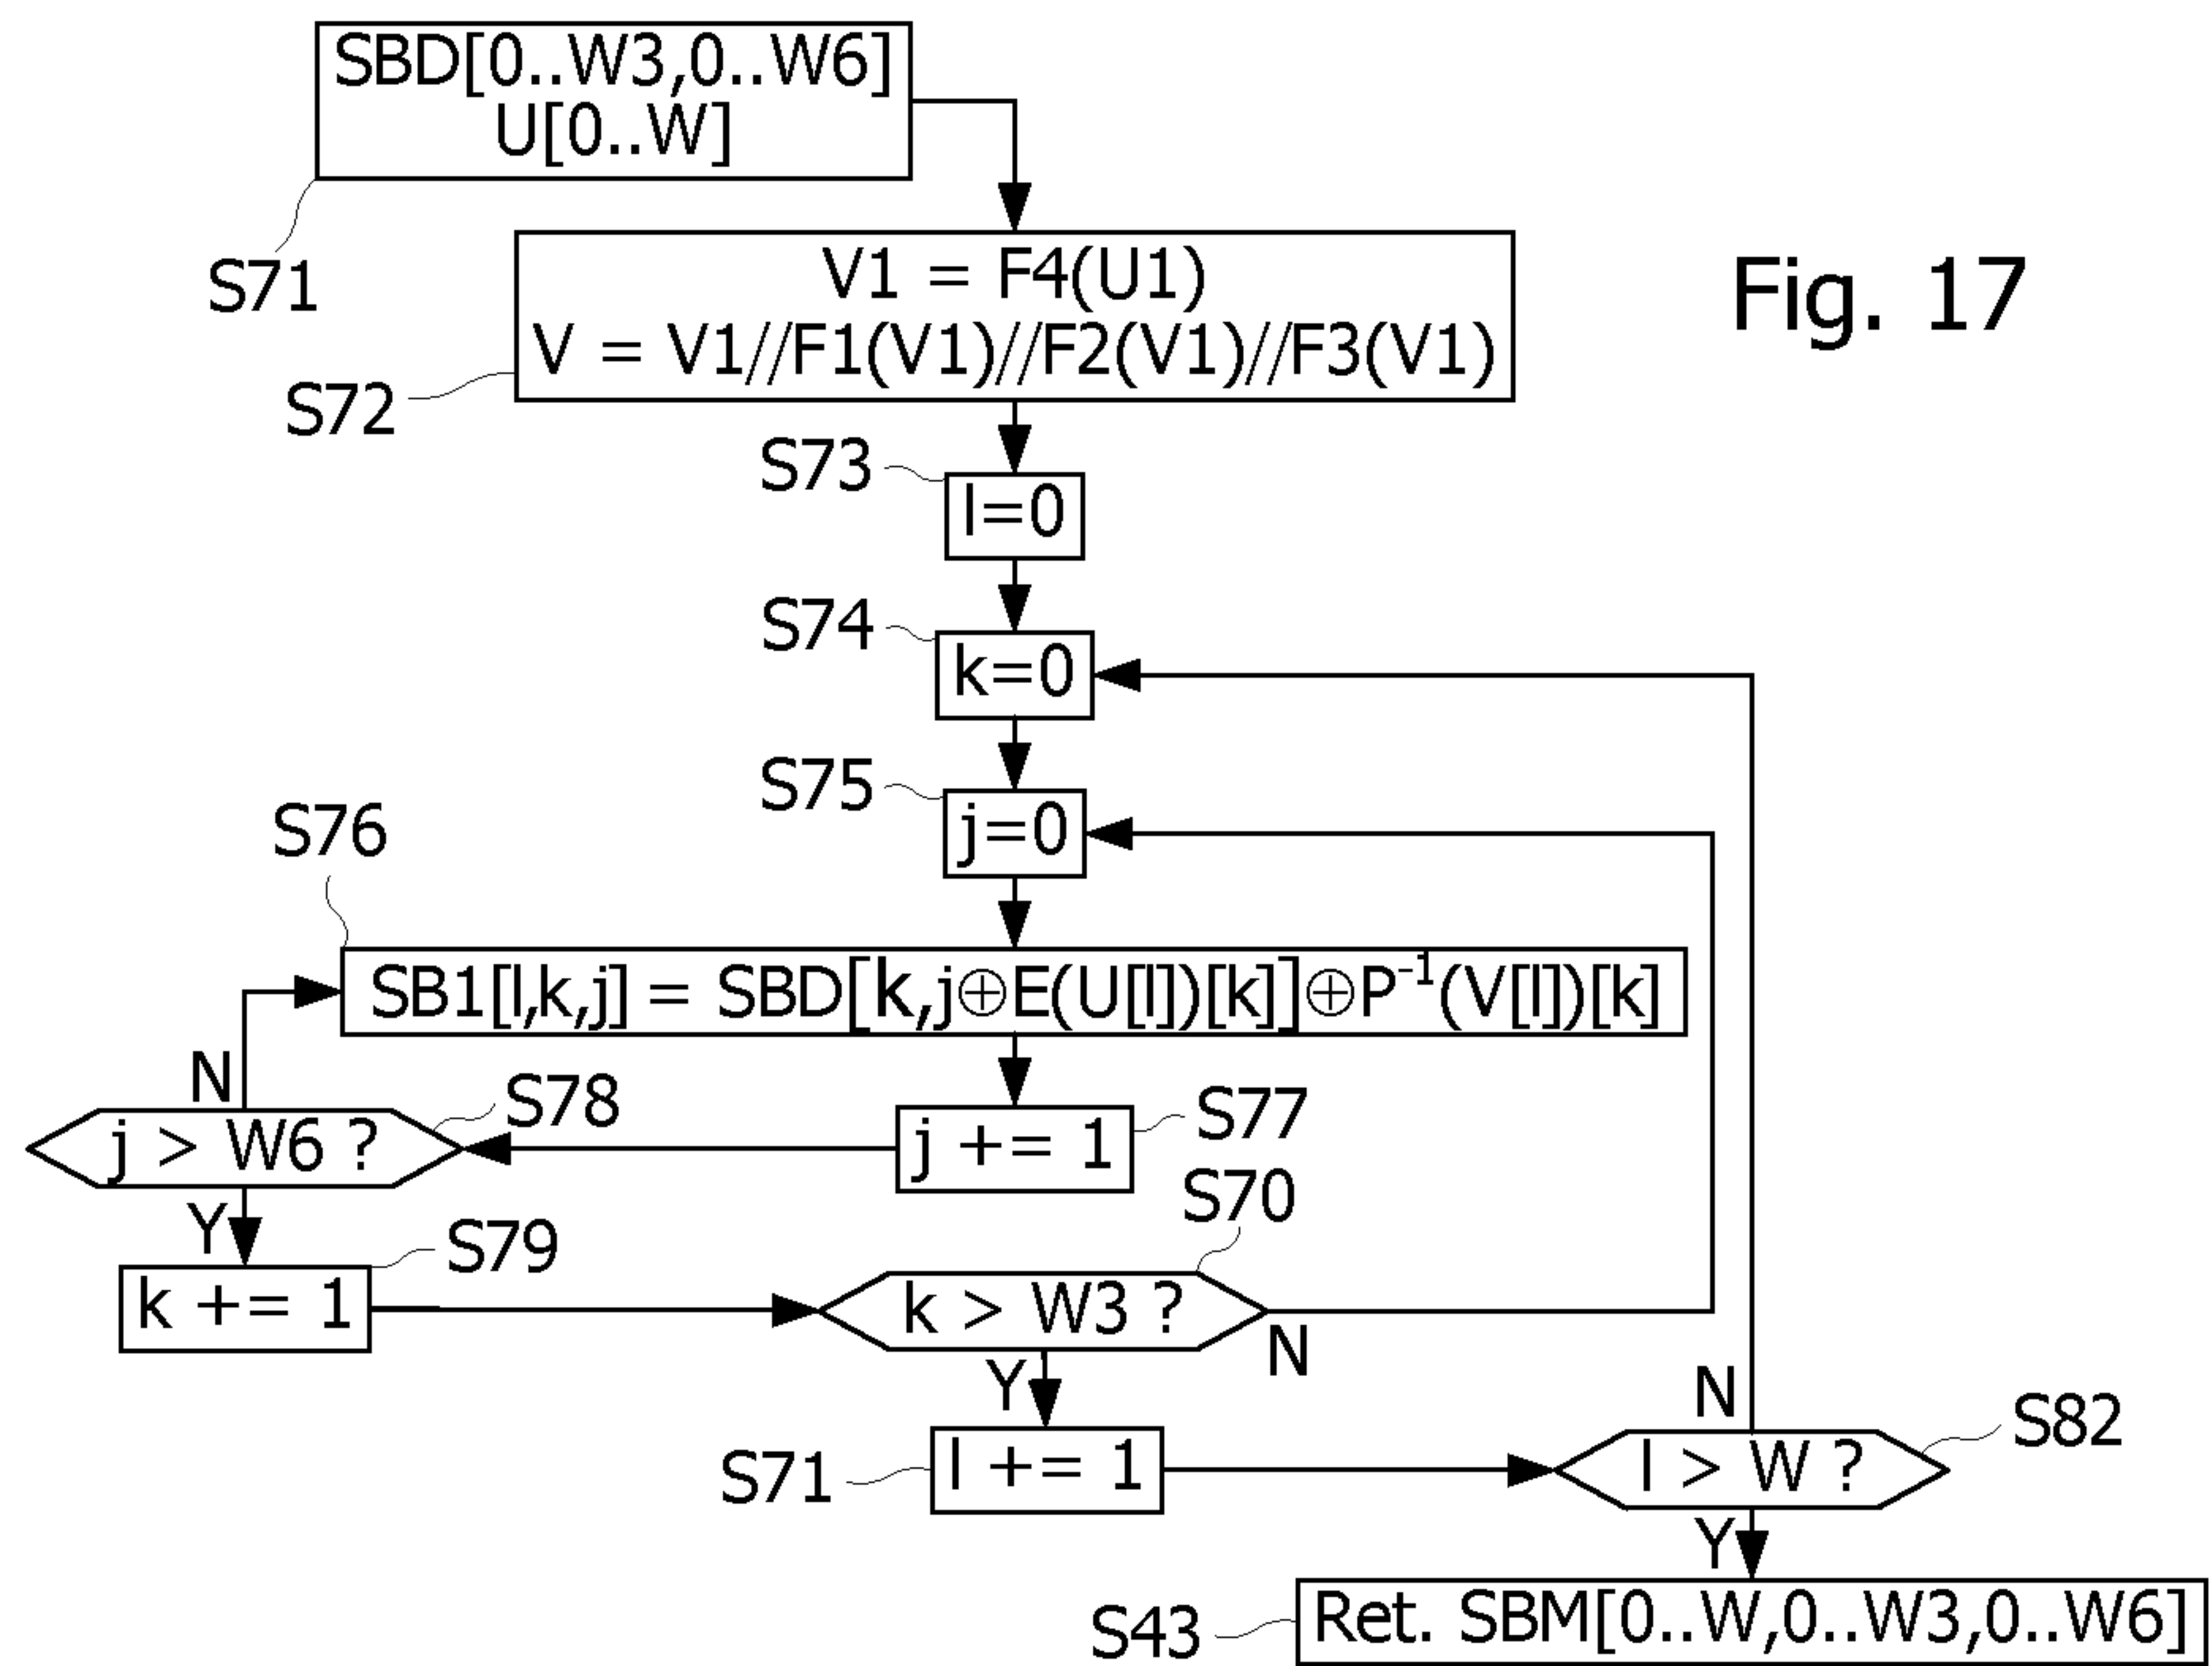 SBD[0..W3,0..W6]
U[0..W]
S71
V1 = F4(U1)
V = V1//F1(V1)//F2(V1)//F3(V1)
S72
Fig. 17
S73
l=0
S74
k=0
S75
j=0
S76
SB1[l,k,j] = SBD[k,j⊕E(U[l])[k]]⊕P⁻¹(V[l])[k]
N
S78
j > W6 ?
j += 1
S77
S70
Y
S79
k += 1
k > W3 ?
N
Y
S71
l += 1
N
S82
l > W ?
Y
S43
Ret. SBM[0..W,0..W3,0..W6]